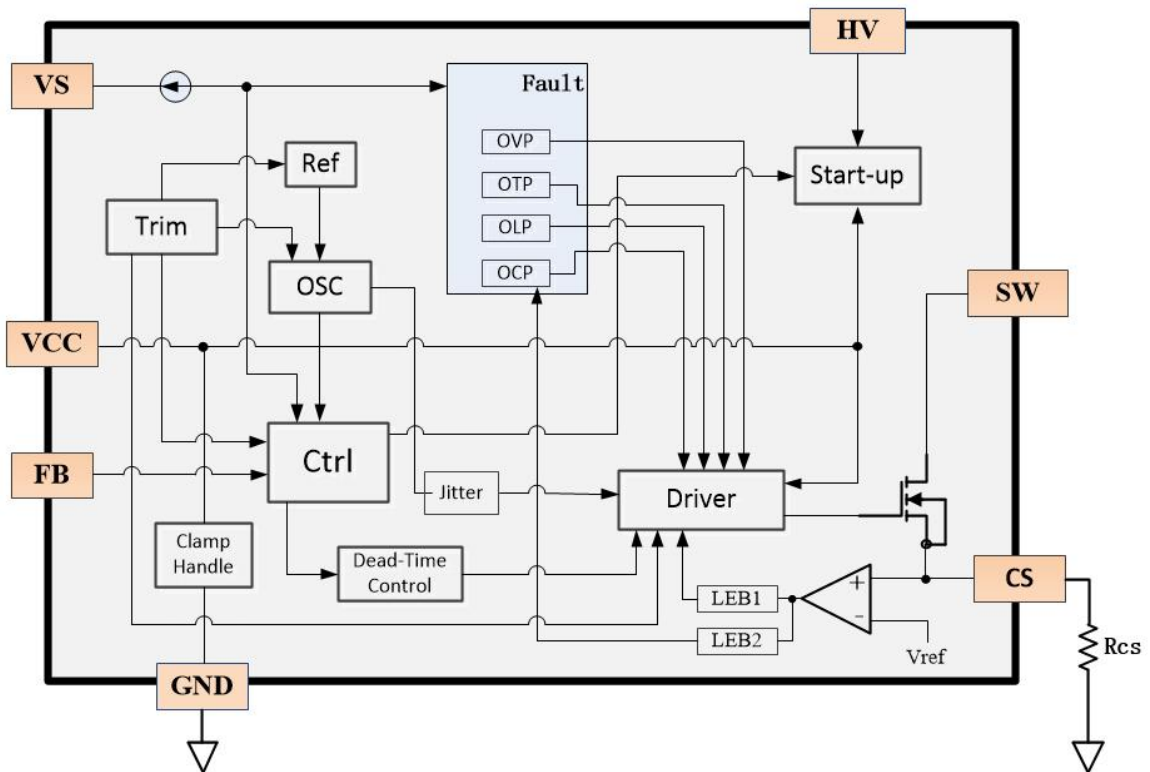 HV
VS
Fault
OVP
Ref
OTP
Start-up
Trim
OLP
OCP
OSC
SW
VCC
Ctrl
FB
Jitter
Driver
Clamp
Handle
Dead-Time
Control
CS
LEB1
LEB2
Vref
Rcs
GND